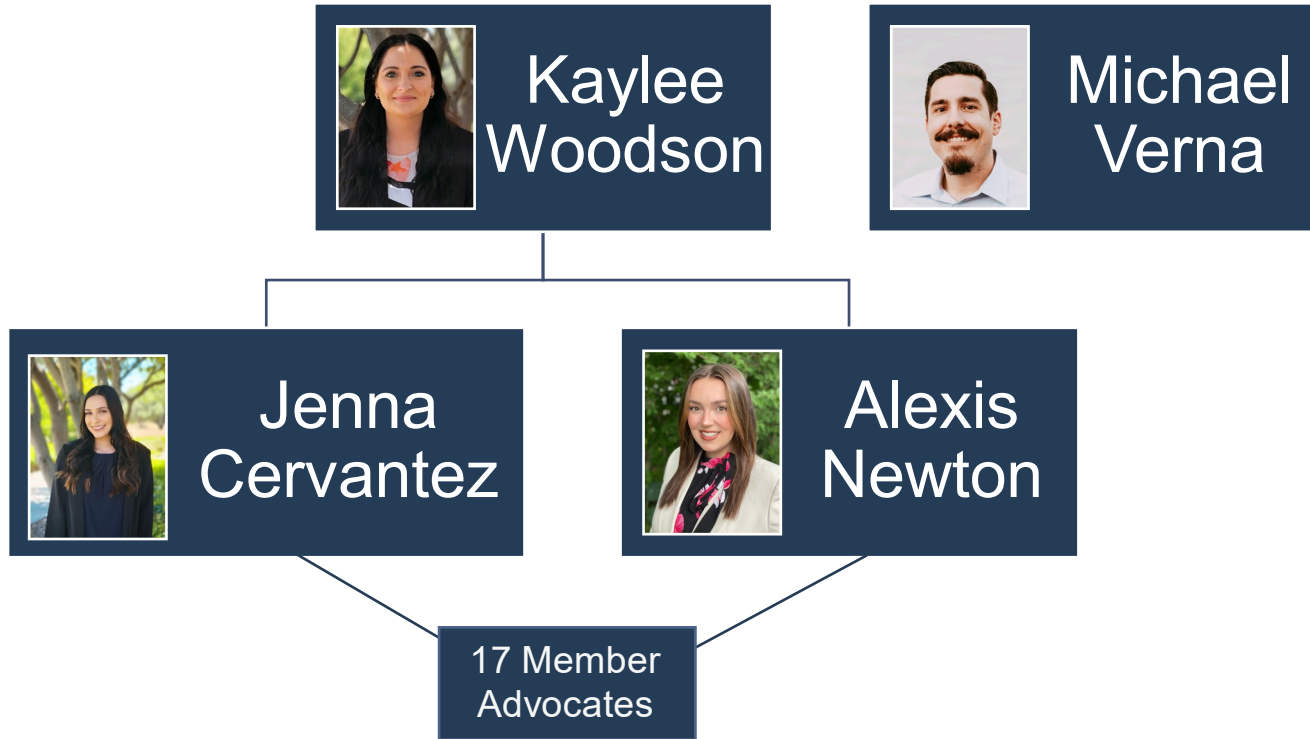 Kaylee
Woodson
Michael
Verna
Jenna
Cervantez
Alexis
Newton
17 Member
Advocates